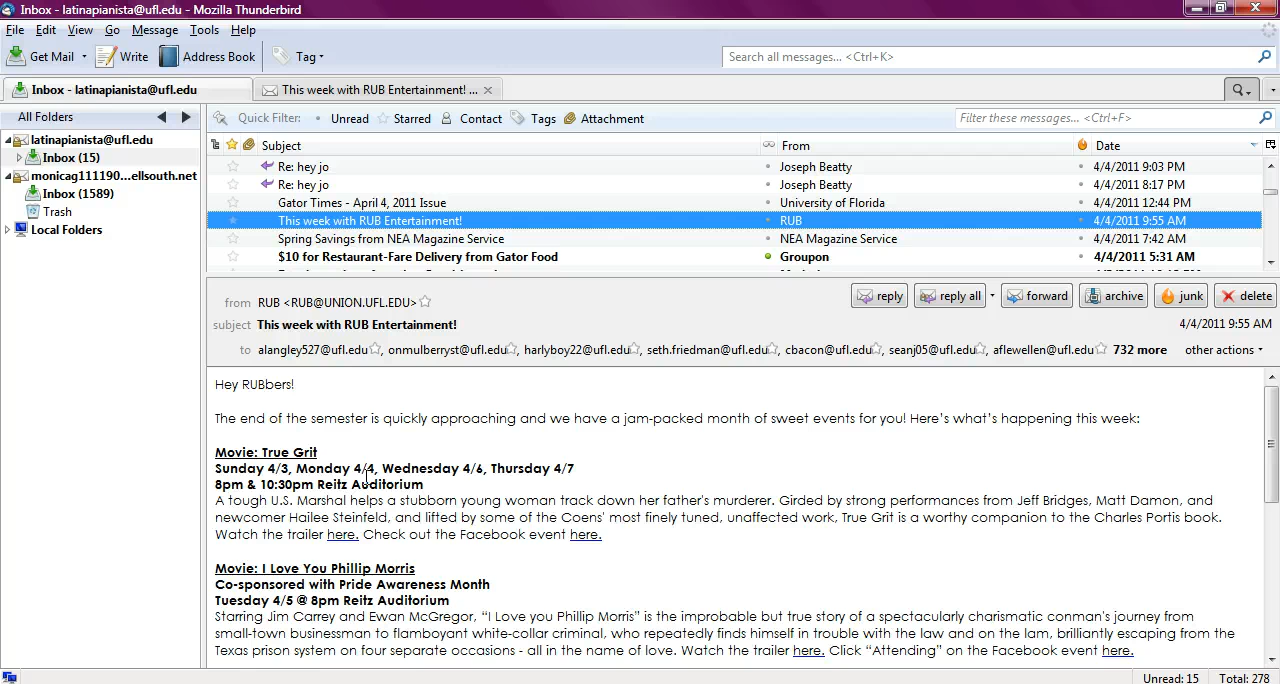 Inbox - latinapianista@ufl.edu - Mozilla Thunderbird
File Edit View Go Message Tools Help
Get Mail Write Address Book Tag Search all messages... <Ctrl+K>
Inbox - latinapianista@ufl.edu This week with RUB Entertainment! ...
All Folders Quick Filter: Unread Starred Contact Tags Attachment Filter these messages... <Ctrl+F>
latinapianista@ufl.edu
Inbox (15)
monicag111190...ellsouth.net
Inbox (1589)
Trash
Local Folders
Subject From Date
Re: hey jo Joseph Beatty 4/4/2011 9:03 PM
Re: hey jo Joseph Beatty 4/4/2011 8:17 PM
Gator Times - April 4, 2011 Issue University of Florida 4/4/2011 12:44 PM
This week with RUB Entertainment! RUB 4/4/2011 9:55 AM
Spring Savings from NEA Magazine Service NEA Magazine Service 4/4/2011 7:42 AM
$10 for Restaurant-Fare Delivery from Gator Food Groupon 4/4/2011 5:31 AM
from RUB <RUB@UNION.UFL.EDU> reply reply all forward archive junk delete
subject This week with RUB Entertainment! 4/4/2011 9:55 AM
to alangley527@ufl.edu, onmulberryst@ufl.edu, harlyboy22@ufl.edu, seth.friedman@ufl.edu, cbacon@ufl.edu, seanj05@ufl.edu, aflewellen@ufl.edu 732 more other actions
Hey RUBbers!
The end of the semester is quickly approaching and we have a jam-packed month of sweet events for you! Here's what's happening this week:
Movie: True Grit
Sunday 4/3, Monday 4/4, Wednesday 4/6, Thursday 4/7
8pm & 10:30pm Reitz Auditorium
A tough U.S. Marshal helps a stubborn young woman track down her father's murderer. Girded by strong performances from Jeff Bridges, Matt Damon, and
newcomer Hailee Steinfeld, and lifted by some of the Coens' most finely tuned, unaffected work, True Grit is a worthy companion to the Charles Portis book.
Watch the trailer here. Check out the Facebook event here.
Movie: I Love You Phillip Morris
Co-sponsored with Pride Awareness Month
Tuesday 4/5 @ 8pm Reitz Auditorium
Starring Jim Carrey and Ewan McGregor, “I Love you Phillip Morris” is the improbable but true story of a spectacularly charismatic conman's journey from
small-town businessman to flamboyant white-collar criminal, who repeatedly finds himself in trouble with the law and on the lam, brilliantly escaping from the
Texas prison system on four separate occasions - all in the name of love. Watch the trailer here. Click “Attending” on the Facebook event here.
Unread: 15 Total: 278